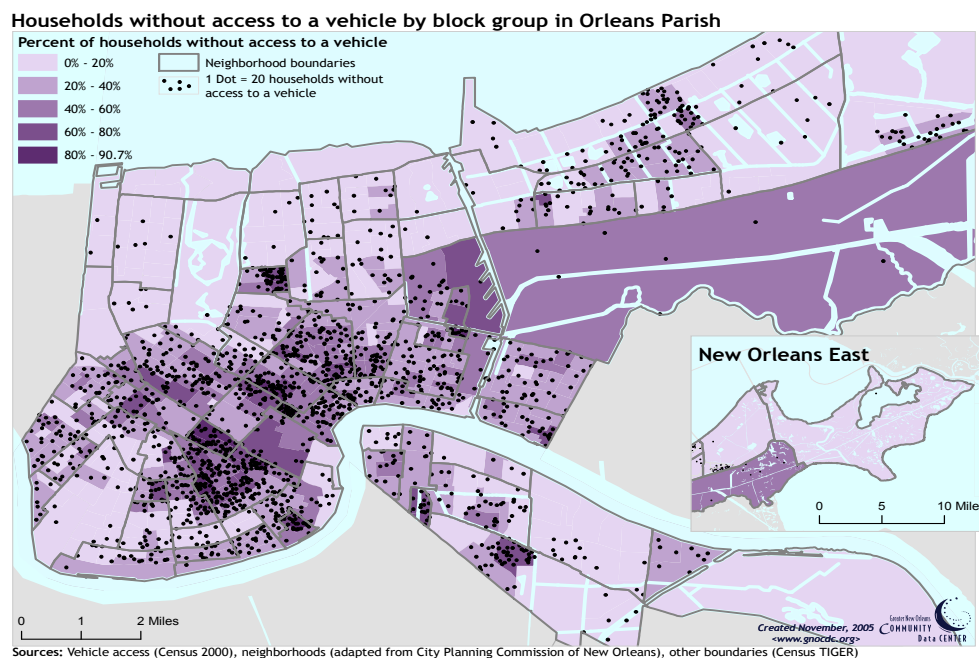 Households without access to a vehicle by block group in Orleans Parish
Percent of households without access to a vehicle
0% - 20%
20% - 40%
40% - 60%
60% - 80%
80% - 90.7%
Neighborhood boundaries
1 Dot = 20 households without
access to a vehicle
New Orleans East
0 5 10 Mile
0 1 2 Miles
Created November, 2005
<www.gnocdc.org>
Greater New Orleans
COMMUNITY
Data CENTER
Sources: Vehicle access (Census 2000), neighborhoods (adapted from City Planning Commission of New Orleans), other boundaries (Census TIGER)